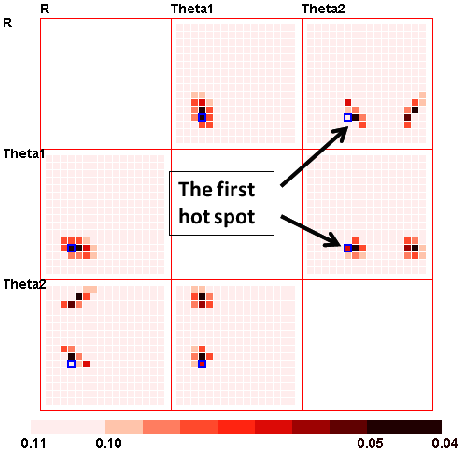 R Theta1 Theta2
R
Theta1
The first
hot spot
Theta2
0.11 0.10 0.05 0.04